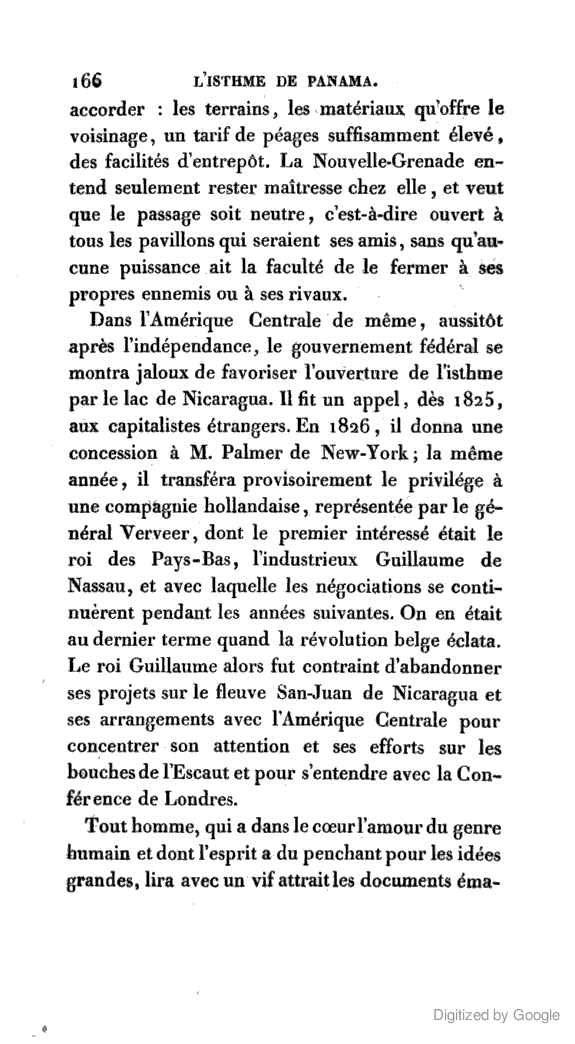 166 L'ISTHME DE PANAMA.
accorder : les terrains, les matériaux qu'offre le
voisinage, un tarif de péages suffisamment élevé,
des facilités d'entrepôt. La Nouvelle-Grenade en-
tend seulement rester maîtresse chez elle, et veut
que le passage soit neutre, c'est-à-dire ouvert à
tous les pavillons qui seraient ses amis, sans qu'au-
cune puissance ait la faculté de le fermer à ses
propres ennemis ou à ses rivaux.
Dans l'Amérique Centrale de même, aussitôt
après l'indépendance, le gouvernement fédéral se
montra jaloux de favoriser l'ouverture de l'isthme
par le lac de Nicaragua. Il fit un appel, dès 1825,
aux capitalistes étrangers. En 1826, il donna une
concession à M. Palmer de New-York; la même
année, il transféra provisoirement le privilége à
une compagnie hollandaise, représentée par le gé-
néral Verveer, dont le premier intéressé était le
roi des Pays-Bas, l'industrieux Guillaume de
Nassau, et avec laquelle les négociations se conti-
nuèrent pendant les années suivantes. On en était
au dernier terme quand la révolution belge éclata.
Le roi Guillaume alors fut contraint d'abandonner
ses projets sur le fleuve San-Juan de Nicaragua et
ses arrangements avec l'Amérique Centrale pour
concentrer son attention et ses efforts sur les
bouches de l'Escaut et pour s'entendre avec la Con-
férence de Londres.
Tout homme, qui a dans le cœur l'amour du genre
humain et dont l'esprit a du penchant pour les idées
grandes, lira avec un vif attrait les documents éma-
Digitized by Google